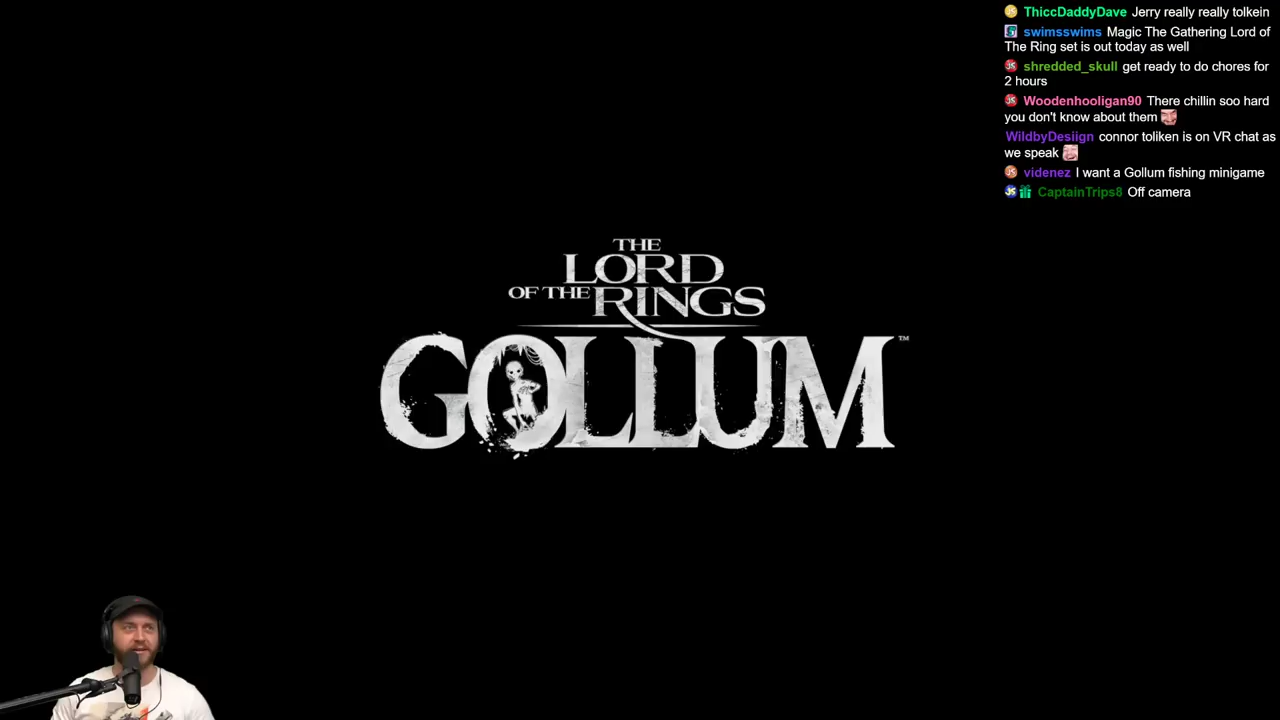 ThiccDaddyDave Jerry really really tolkein
swimsswims Magic The Gathering Lord of
The Ring set is out today as well
shredded_skull get ready to do chores for
2 hours
Woodenhooligan90 There chillin soo hard
you don't know about them
WildbyDesiign connor toliken is on VR chat as
we speak
videnez I want a Gollum fishing minigame
CaptainTrips8 Off camera
THE
LORD
OF THE RINGS
GOLLUM™